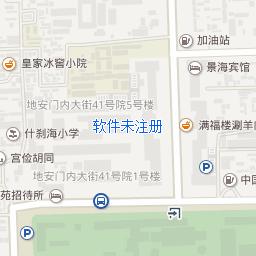 加油站
皇家冰窖小院
景海宾馆
地安门内大街41号院5号楼
软件未注册
满福楼涮羊
什刹海小学
宫俭胡同
地安门内大街41号院1号楼
中国
苑招待所